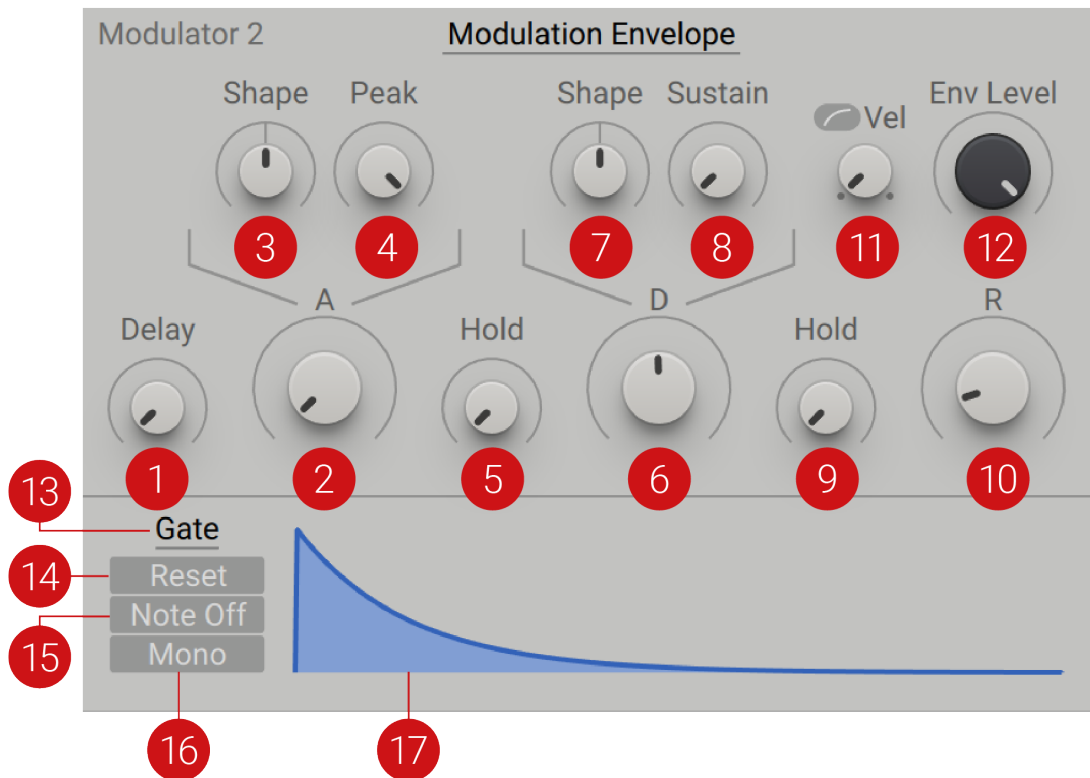 Modulator 2 Modulation Envelope
Shape Peak Shape Sustain Vel Env Level
3 4 7 8 11 12
A D R
Delay Hold Hold
1 2 5 6 9 10
13 Gate
14 Reset
15 Note Off
Mono
16 17